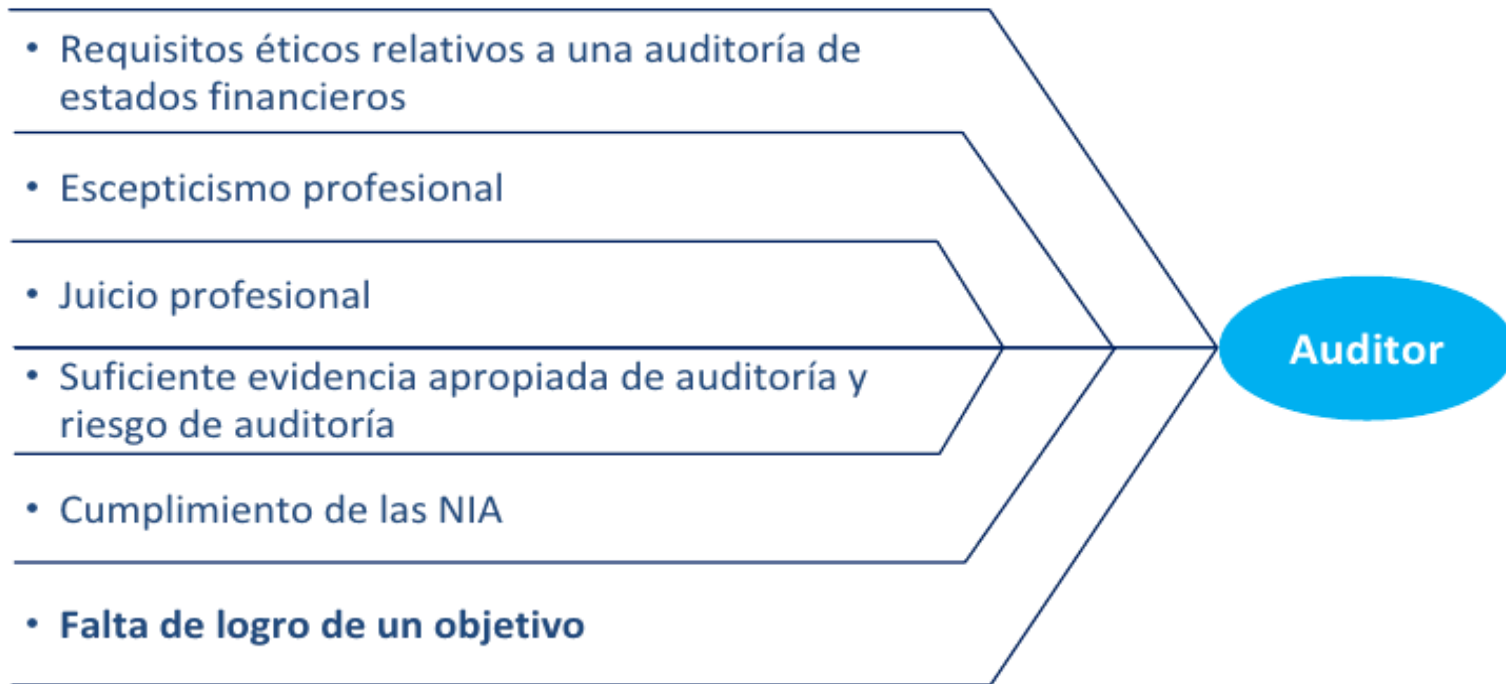 • Requisitos éticos relativos a una auditoría de
estados financieros
• Escepticismo profesional
• Juicio profesional
• Suficiente evidencia apropiada de auditoría y
riesgo de auditoría
• Cumplimiento de las NIA
• Falta de logro de un objetivo
Auditor